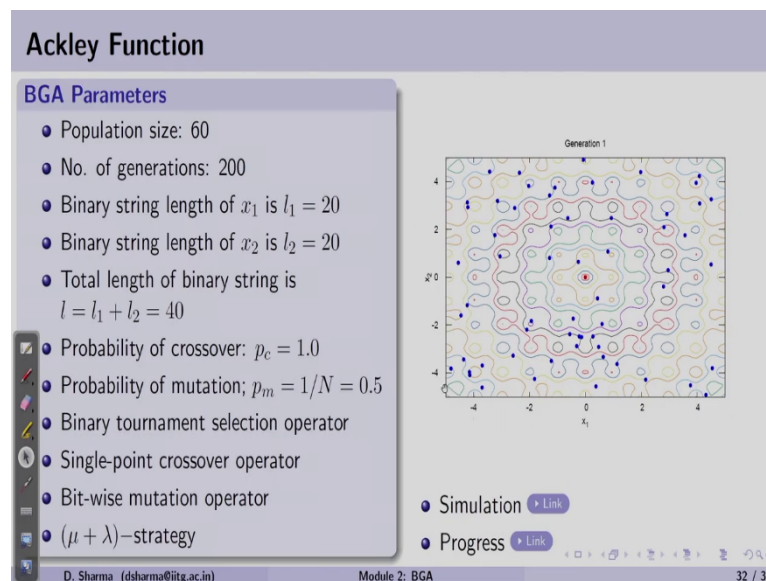 Ackley Function
BGA Parameters
Population size: 60
No. of generations: 200
Binary string length of x₁ is l₁ = 20
Binary string length of x₂ is l₂ = 20
Total length of binary string is
l = l₁ + l₂ = 40
Probability of crossover: p_c = 1.0
Probability of mutation; p_m = 1/N = 0.5
Binary tournament selection operator
Single-point crossover operator
Bit-wise mutation operator
(μ + λ)−strategy
Generation 1
4
2
0
-2
-4
x₂
-4
-2
0
2
4
x₁
Simulation Link
Progress Link
D. Sharma (dsharma@iitg.ac.in)
Module 2: BGA
32 / 3